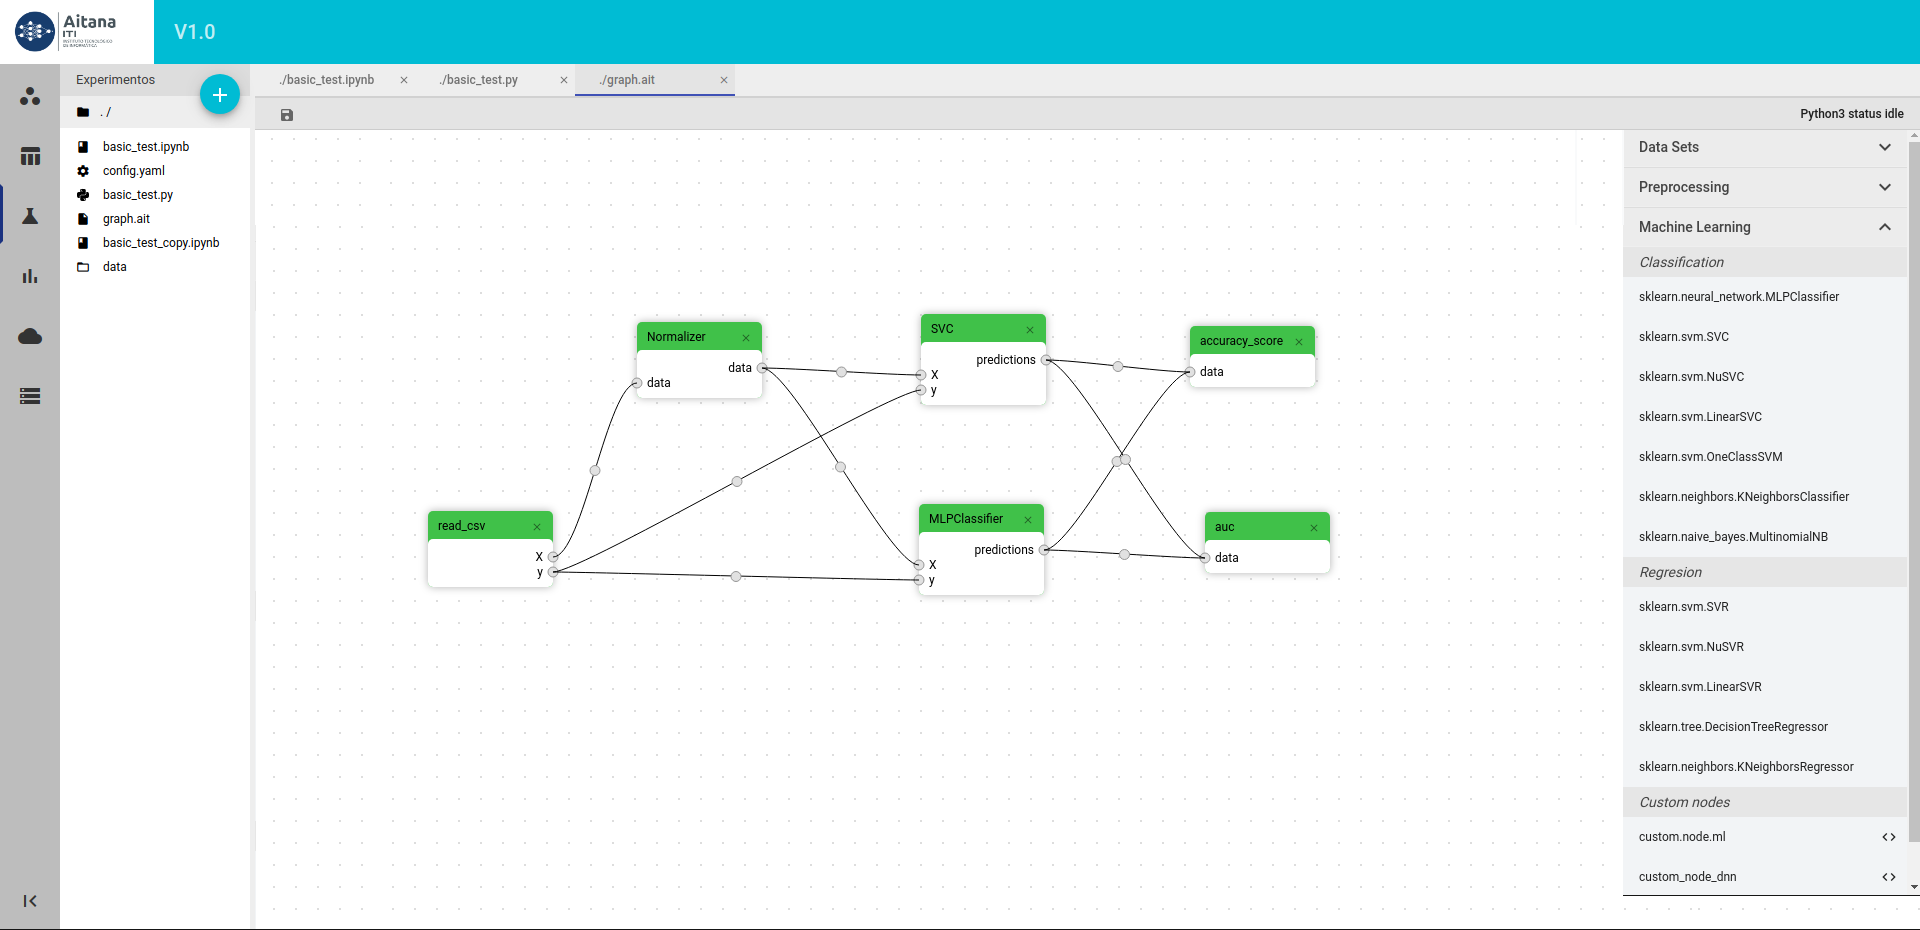 Aitana
ITI
INSTITUTO TECNOLÓGICO
DE INFORMÁTICA
V1.0
Experimentos
./basic_test.ipynb
./basic_test.py
./graph.ait
Python3 status idle
. /
basic_test.ipynb
config.yaml
basic_test.py
graph.ait
basic_test_copy.ipynb
data
Normalizer
data
data
SVC
predictions
X
y
accuracy_score
data
read_csv
X
y
MLPClassifier
predictions
X
y
auc
data
Data Sets
Preprocessing
Machine Learning
Classification
sklearn.neural_network.MLPClassifier
sklearn.svm.SVC
sklearn.svm.NuSVC
sklearn.svm.LinearSVC
sklearn.svm.OneClassSVM
sklearn.neighbors.KNeighborsClassifier
sklearn.naive_bayes.MultinomialNB
Regresion
sklearn.svm.SVR
sklearn.svm.NuSVR
sklearn.svm.LinearSVR
sklearn.tree.DecisionTreeRegressor
sklearn.neighbors.KNeighborsRegressor
Custom nodes
custom.node.ml
custom_node_dnn